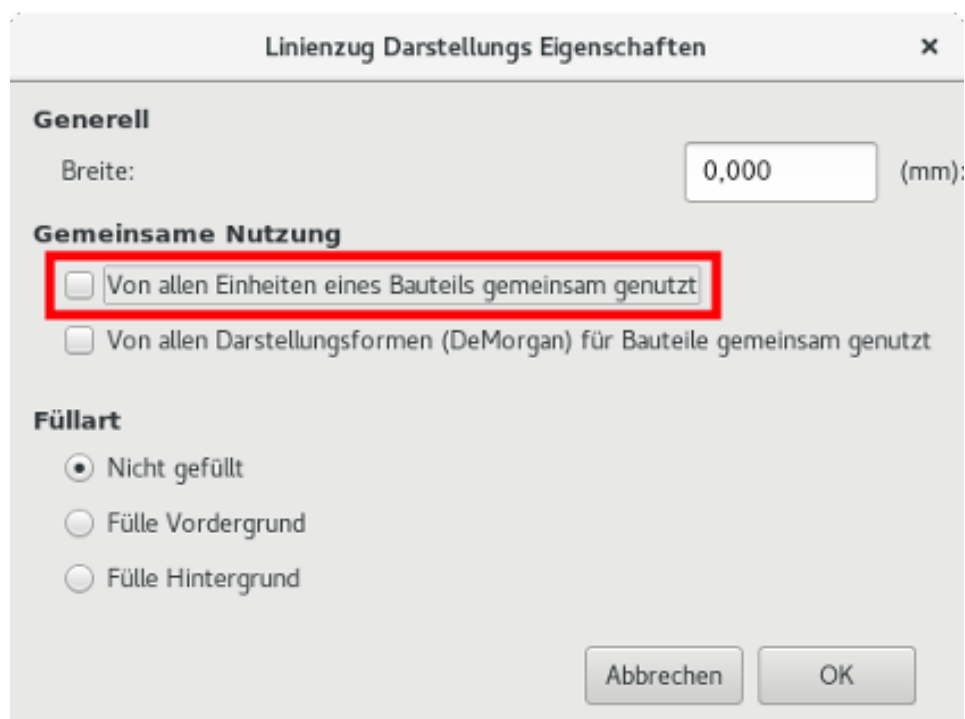 Linienzug Darstellungs Eigenschaften
Generell
Breite: 0,000 (mm):
Gemeinsame Nutzung
Von allen Einheiten eines Bauteils gemeinsam genutzt
Von allen Darstellungsformen (DeMorgan) für Bauteile gemeinsam genutzt
Füllart
Nicht gefüllt
Fülle Vordergrund
Fülle Hintergrund
Abbrechen OK